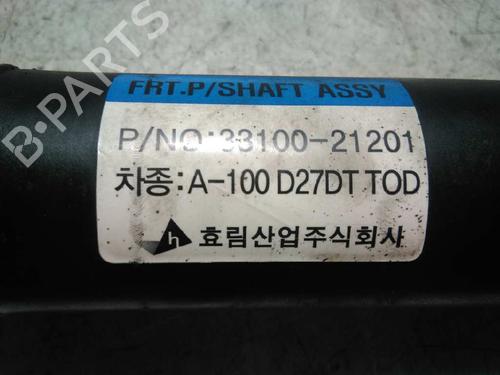 B-PARTS
FRT.P/SHAFT ASSY
P/NO:33100-21201
차종: A-100 D27DT TOD
h 효림산업주식회사